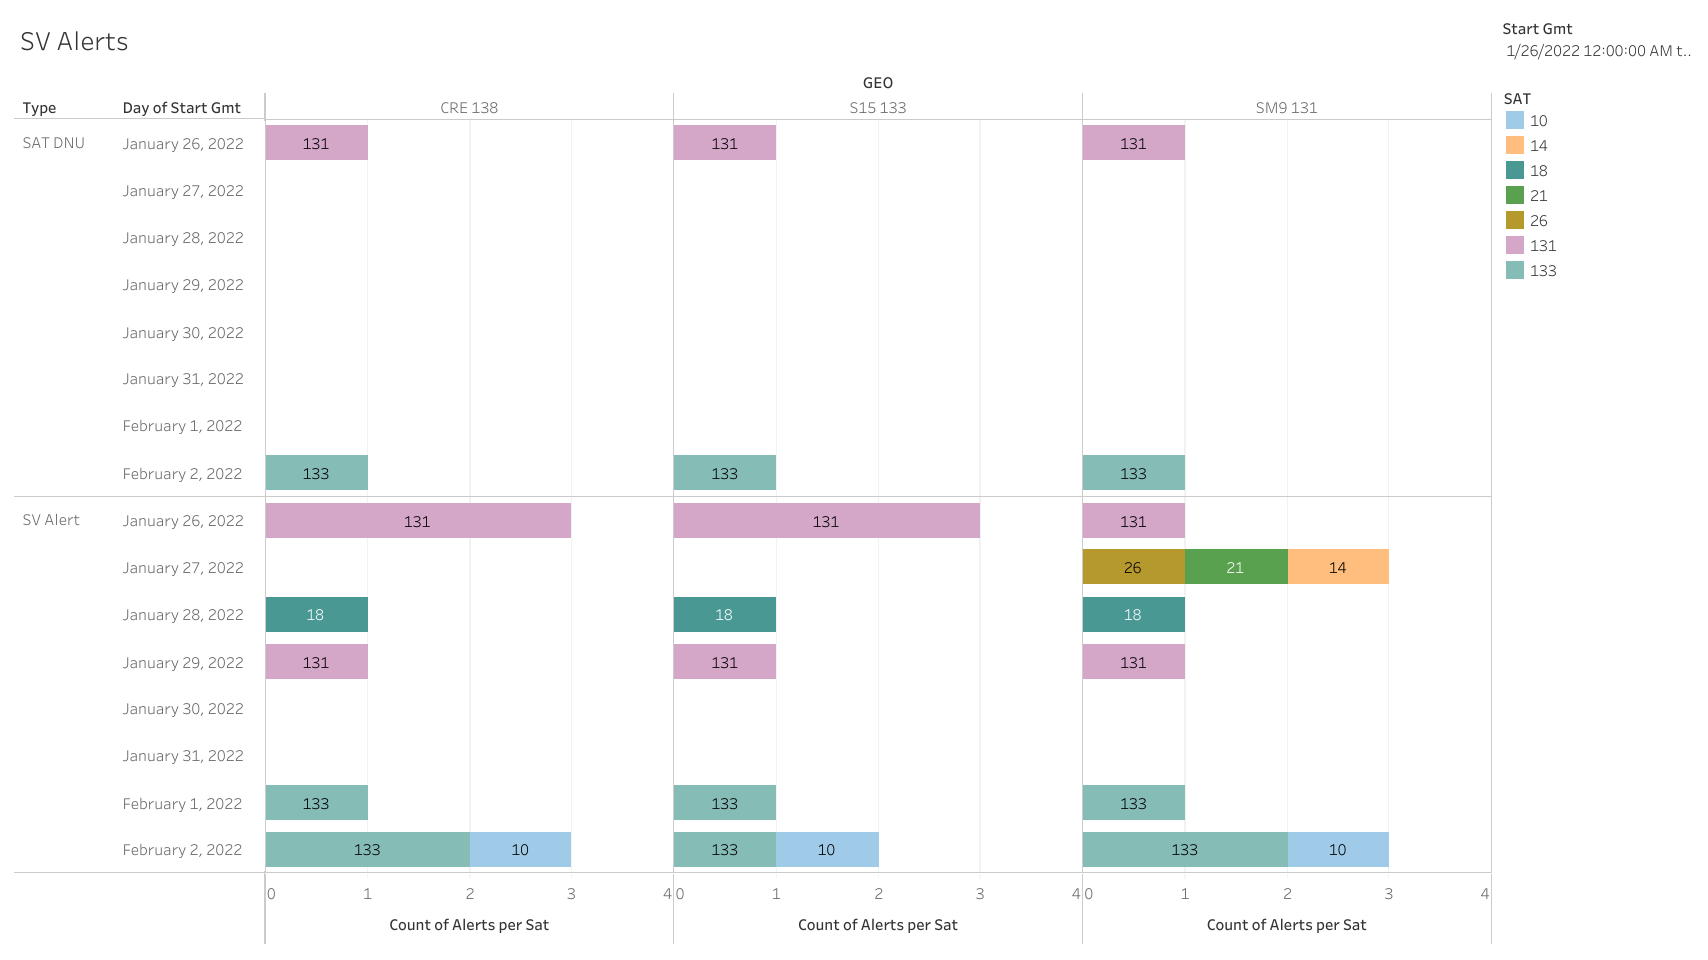 SV Alerts
Start Gmt
1/26/2022 12:00:00 AM t..
GEO
Type Day of Start Gmt CRE 138 S15 133 SM9 131
SAT DNU January 26, 2022 131 131 131
January 27, 2022
January 28, 2022
January 29, 2022
January 30, 2022
January 31, 2022
February 1, 2022
February 2, 2022 133 133 133
SV Alert January 26, 2022 131 131 131
January 27, 2022 26 21 14
January 28, 2022 18 18 18
January 29, 2022 131 131 131
January 30, 2022
January 31, 2022
February 1, 2022 133 133 133
February 2, 2022 133 10 133 10 133 10
0 1 2 3 4 0 1 2 3 4 0 1 2 3 4
Count of Alerts per Sat Count of Alerts per Sat Count of Alerts per Sat
SAT
10
14
18
21
26
131
133